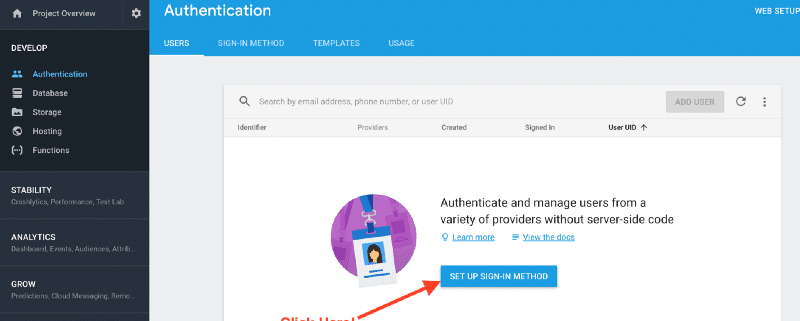 Project Overview
DEVELOP
Authentication
Database
Storage
Hosting
Functions
STABILITY
Crashlytics, Performance, Test Lab
ANALYTICS
Dashboard, Events, Audiences, Attrib...
GROW
Predictions, Cloud Messaging, Remo...
Authentication
WEB SETUP
USERS SIGN-IN METHOD TEMPLATES USAGE
Search by email address, phone number, or user UID
ADD USER
Identifier Providers Created Signed In User UID
Authenticate and manage users from a
variety of providers without server-side code
Learn more View the docs
SET UP SIGN-IN METHOD
Click Here!